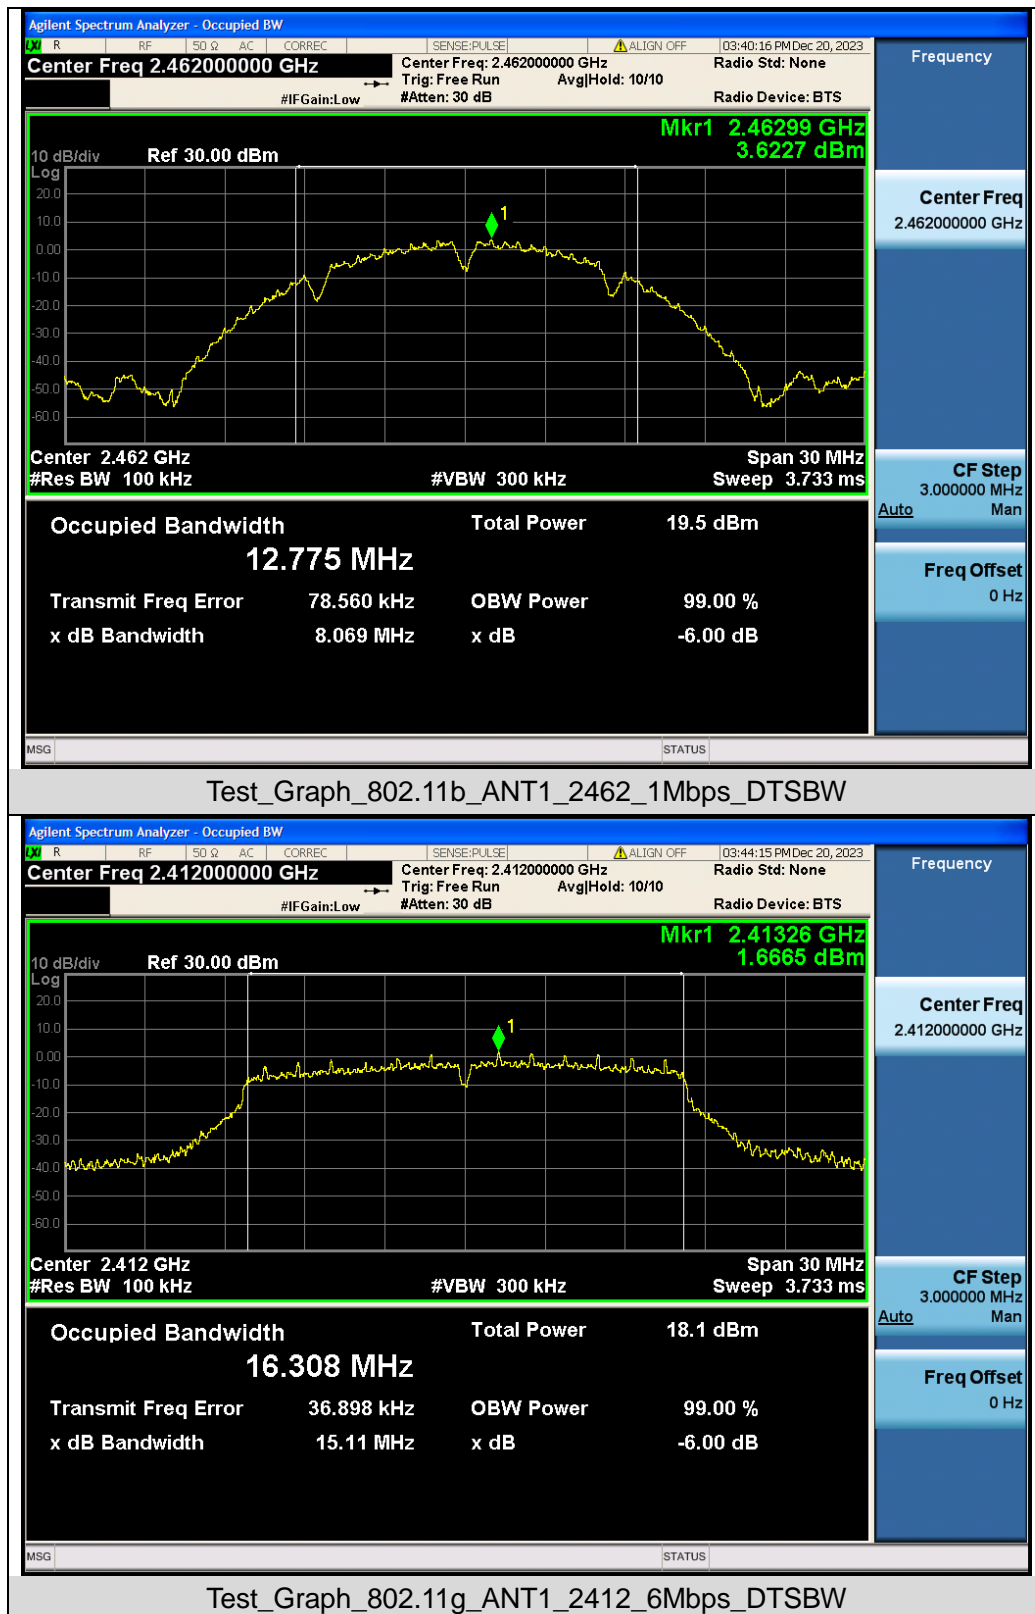 Agilent Spectrum Analyzer - Occupied BW
LXI R RF 50 Ω AC CORREC SENSE:PULSE ALIGN OFF 03:40:16 PM Dec 20, 2023
Center Freq 2.462000000 GHz
Center Freq: 2.462000000 GHz
Radio Std: None
Trig: Free Run Avg|Hold: 10/10
#IFGain:Low
#Atten: 30 dB
Radio Device: BTS
Frequency
Mkr1 2.46299 GHz
3.6227 dBm
10 dB/div Ref 30.00 dBm
Log
20.0
10.0
0.00
-10.0
-20.0
-30.0
-40.0
-50.0
-60.0
1
Center 2.462 GHz
Span 30 MHz
#Res BW 100 kHz
#VBW 300 kHz
Sweep 3.733 ms
Center Freq
2.462000000 GHz
CF Step
3.000000 MHz
Auto Man
Freq Offset
0 Hz
Occupied Bandwidth
Total Power 19.5 dBm
12.775 MHz
Transmit Freq Error 78.560 kHz OBW Power 99.00 %
x dB Bandwidth 8.069 MHz x dB -6.00 dB
MSG STATUS
Test_Graph_802.11b_ANT1_2462_1Mbps_DTSBW
Agilent Spectrum Analyzer - Occupied BW
LXI R RF 50 Ω AC CORREC SENSE:PULSE ALIGN OFF 03:44:15 PM Dec 20, 2023
Center Freq 2.412000000 GHz
Center Freq: 2.412000000 GHz
Radio Std: None
Trig: Free Run Avg|Hold: 10/10
#IFGain:Low
#Atten: 30 dB
Radio Device: BTS
Frequency
Mkr1 2.41326 GHz
1.6665 dBm
10 dB/div Ref 30.00 dBm
Log
20.0
10.0
0.00
-10.0
-20.0
-30.0
-40.0
-50.0
-60.0
1
Center 2.412 GHz
Span 30 MHz
#Res BW 100 kHz
#VBW 300 kHz
Sweep 3.733 ms
Center Freq
2.412000000 GHz
CF Step
3.000000 MHz
Auto Man
Freq Offset
0 Hz
Occupied Bandwidth
Total Power 18.1 dBm
16.308 MHz
Transmit Freq Error 36.898 kHz OBW Power 99.00 %
x dB Bandwidth 15.11 MHz x dB -6.00 dB
MSG STATUS
Test_Graph_802.11g_ANT1_2412_6Mbps_DTSBW